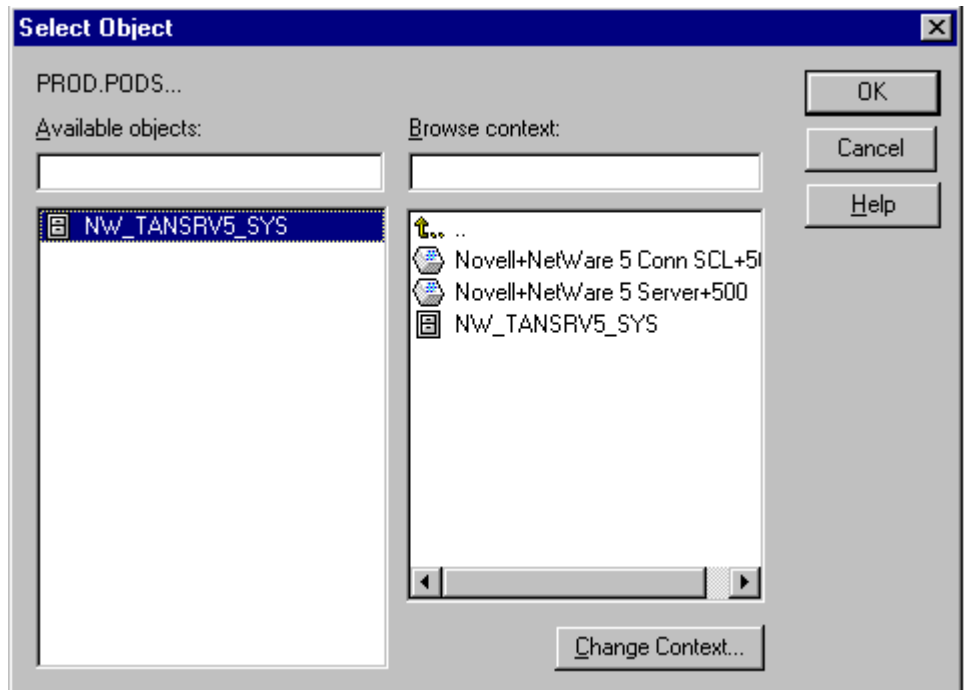 Select Object
PROD.PODS...
OK
Available objects:
Browse context:
Cancel
Help
NW_TANSRV5_SYS
..
Novell+NetWare 5 Conn SCL+50
Novell+NetWare 5 Server+500
NW_TANSRV5_SYS
Change Context...